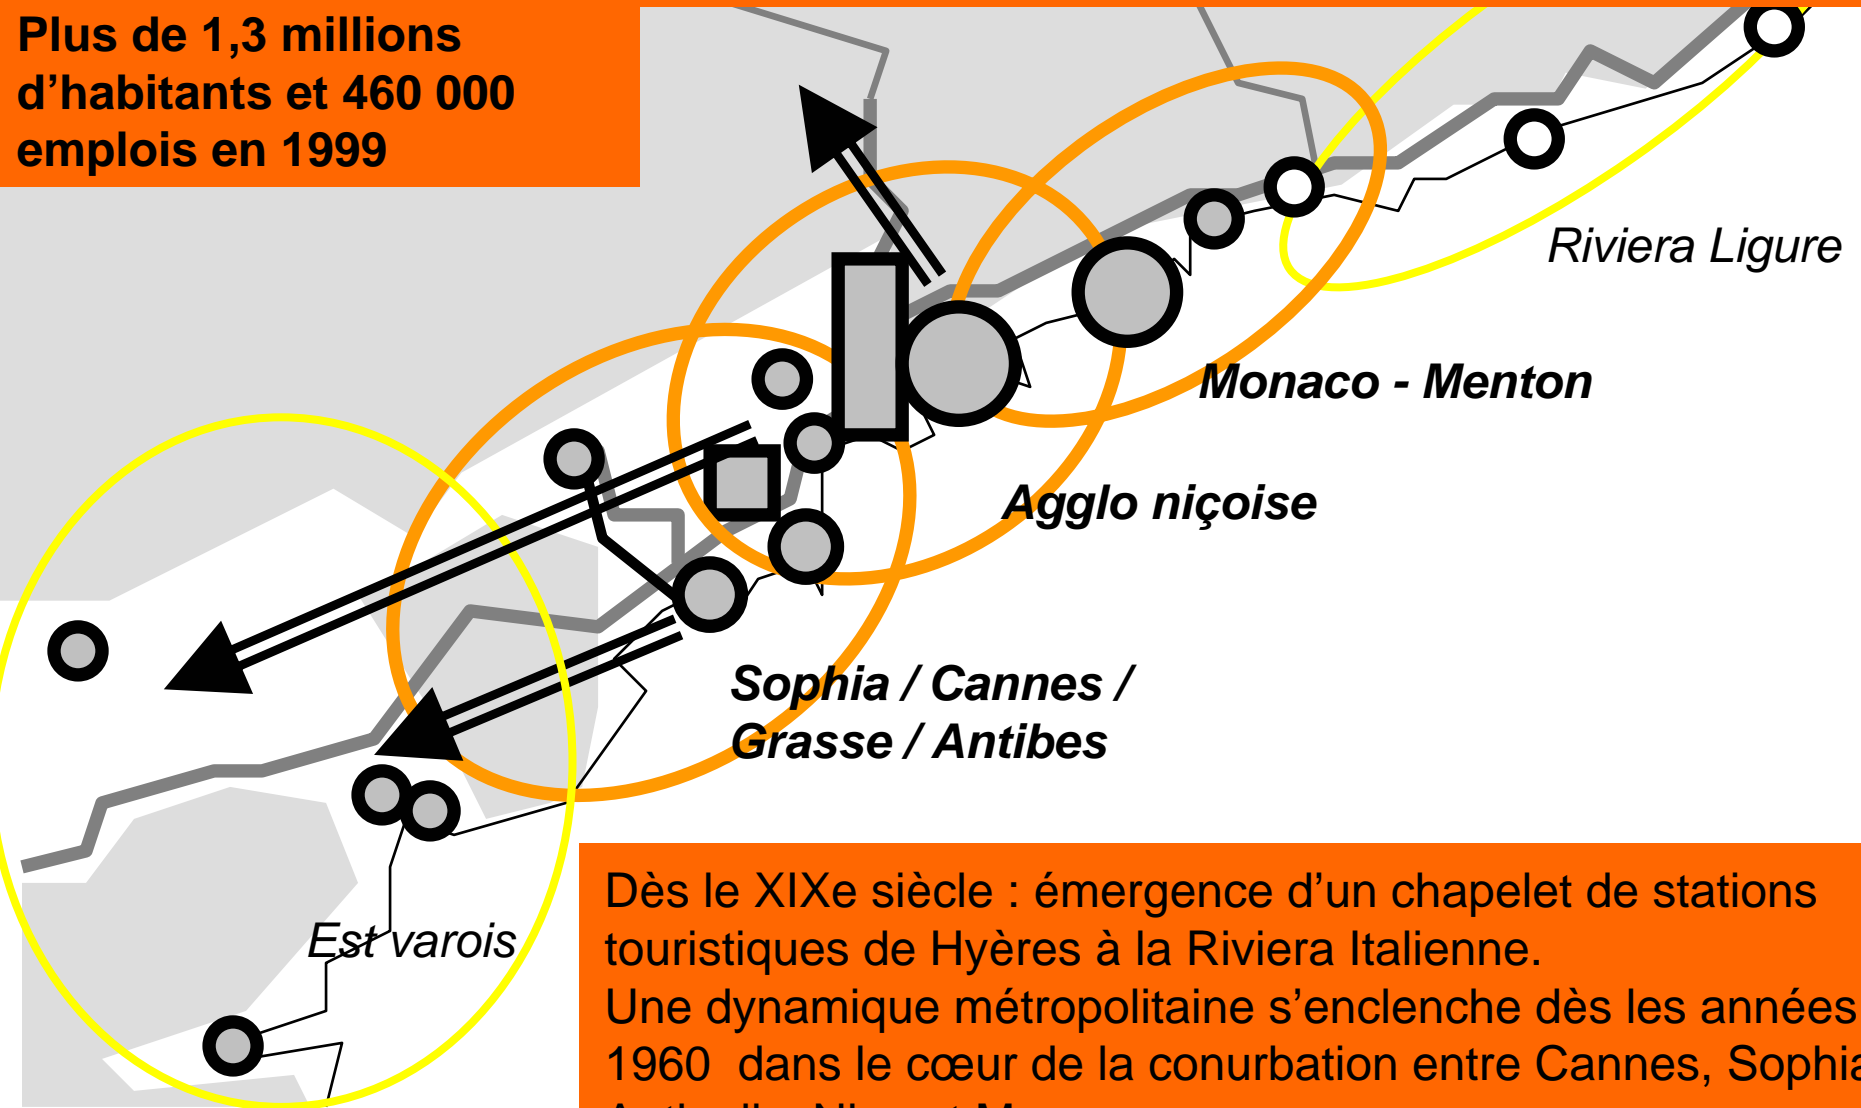 Plus de 1,3 millions
d’habitants et 460 000
emplois en 1999
Riviera Ligure
Monaco - Menton
Agglo niçoise
Sophia / Cannes /
Grasse / Antibes
Est varois
Dès le XIXe siècle : émergence d’un chapelet de stations
touristiques de Hyères à la Riviera Italienne.
Une dynamique métropolitaine s’enclenche dès les années
1960 dans le cœur de la conurbation entre Cannes, Sophia